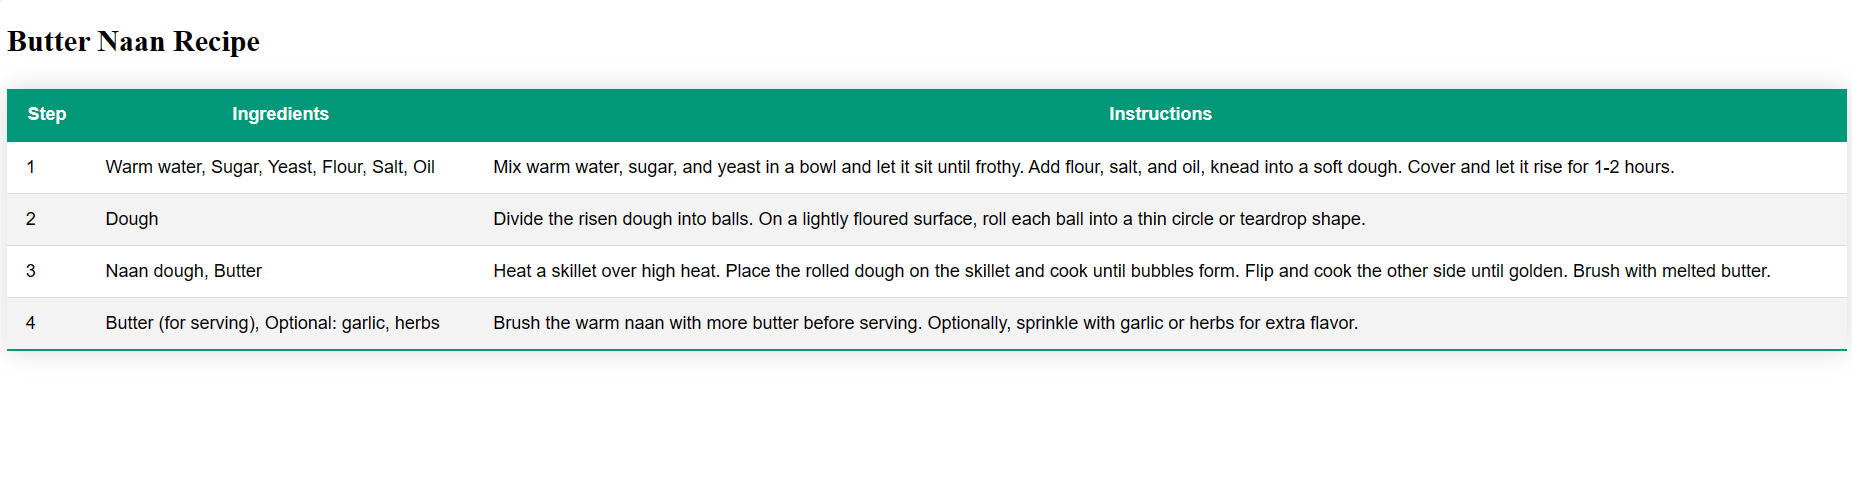 Butter Naan Recipe
Step Ingredients Instructions
1 Warm water, Sugar, Yeast, Flour, Salt, Oil Mix warm water, sugar, and yeast in a bowl and let it sit until frothy. Add flour, salt, and oil, knead into a soft dough. Cover and let it rise for 1-2 hours.
2 Dough Divide the risen dough into balls. On a lightly floured surface, roll each ball into a thin circle or teardrop shape.
3 Naan dough, Butter Heat a skillet over high heat. Place the rolled dough on the skillet and cook until bubbles form. Flip and cook the other side until golden. Brush with melted butter.
4 Butter (for serving), Optional: garlic, herbs Brush the warm naan with more butter before serving. Optionally, sprinkle with garlic or herbs for extra flavor.